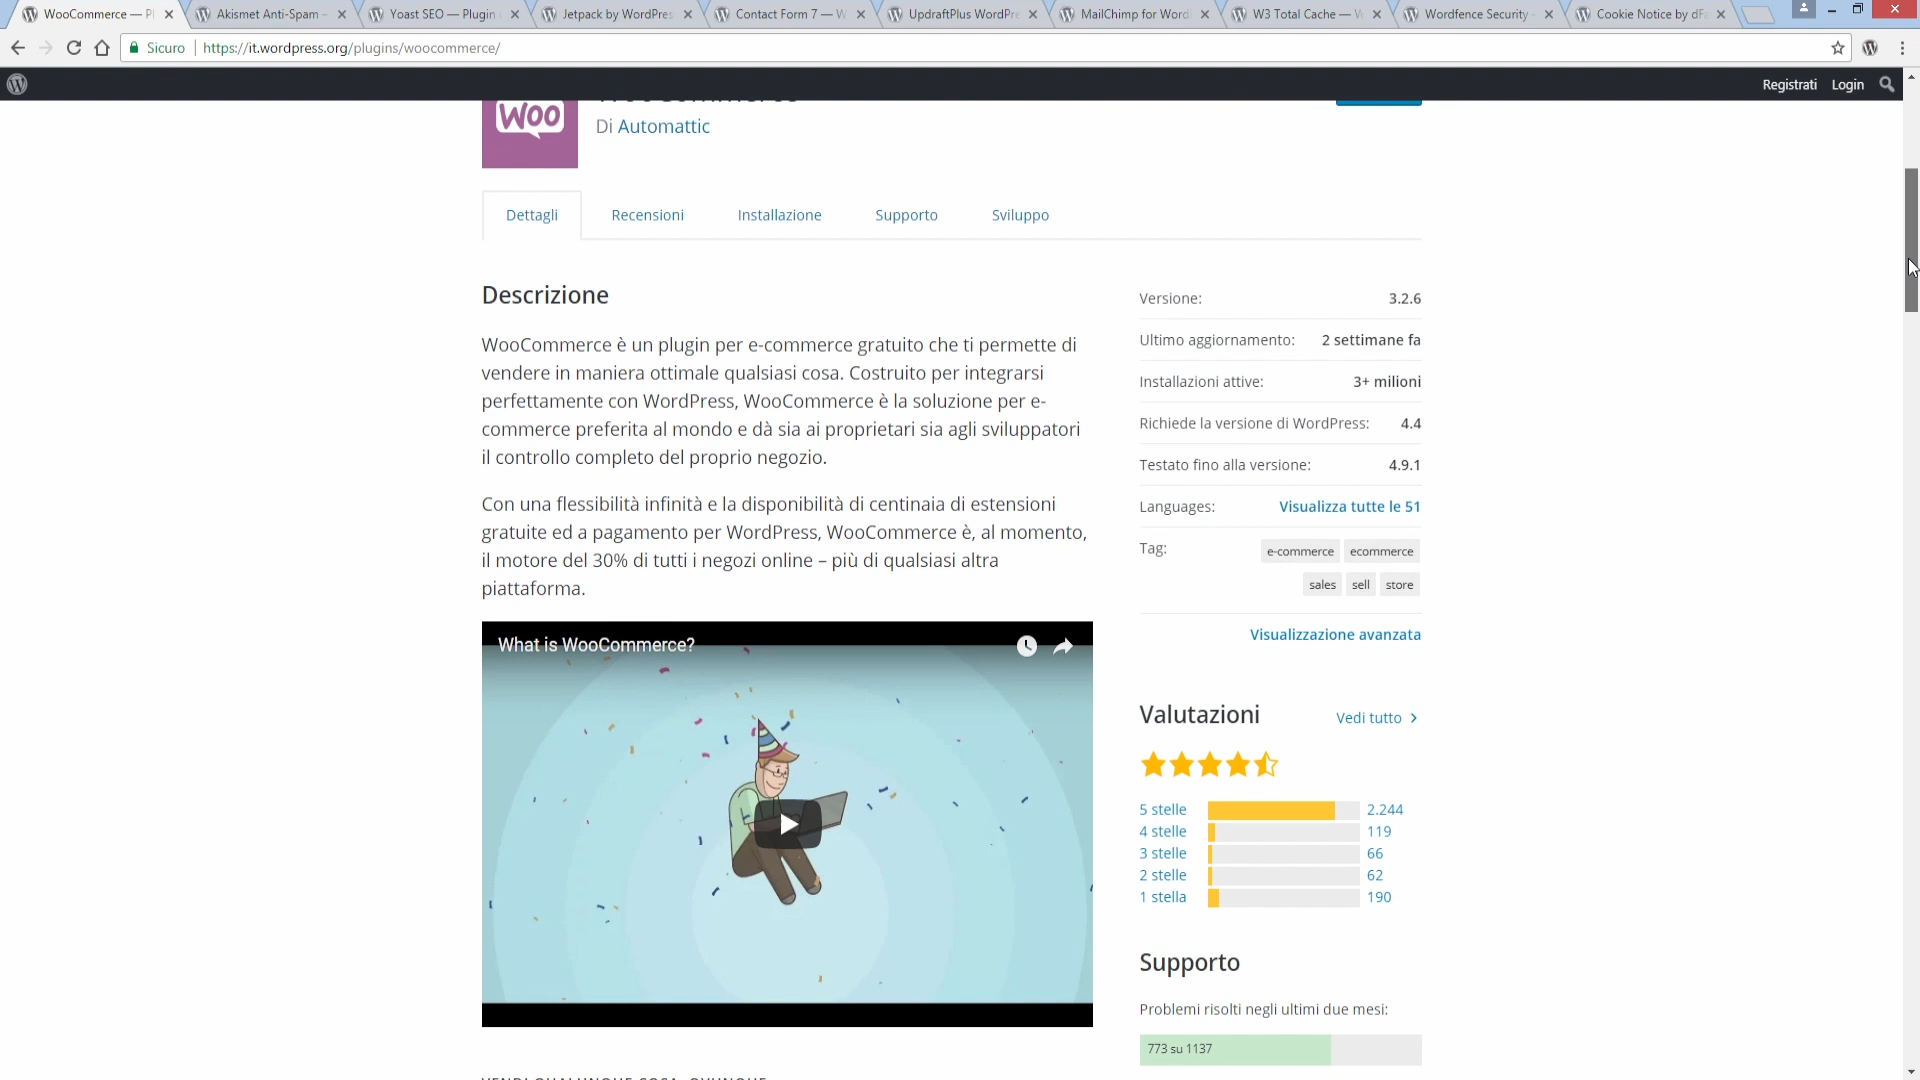 WooCommerce — Pl
Akismet Anti-Spam -
Yoast SEO — Plugin
Jetpack by WordPres
Contact Form 7 — W
UpdraftPlus WordPre
MailChimp for Word
W3 Total Cache — W
Wordfence Security -
Cookie Notice by dFa
Sicuro
https://it.wordpress.org/plugins/woocommerce/
Registrati
Login
WOO
Di Automattic
Dettagli
Recensioni
Installazione
Supporto
Sviluppo
Descrizione
WooCommerce è un plugin per e-commerce gratuito che ti permette di
vendere in maniera ottimale qualsiasi cosa. Costruito per integrarsi
perfettamente con WordPress, WooCommerce è la soluzione per e-
commerce preferita al mondo e dà sia ai proprietari sia agli sviluppatori
il controllo completo del proprio negozio.
Con una flessibilità infinità e la disponibilità di centinaia di estensioni
gratuite ed a pagamento per WordPress, WooCommerce è, al momento,
il motore del 30% di tutti i negozi online – più di qualsiasi altra
piattaforma.
What is WooCommerce?
Versione: 3.2.6
Ultimo aggiornamento: 2 settimane fa
Installazioni attive: 3+ milioni
Richiede la versione di WordPress: 4.4
Testato fino alla versione: 4.9.1
Languages: Visualizza tutte le 51
Tag: e-commerce ecommerce
sales sell store
Visualizzazione avanzata
Valutazioni
Vedi tutto
5 stelle 2.244
4 stelle 119
3 stelle 66
2 stelle 62
1 stella 190
Supporto
Problemi risolti negli ultimi due mesi:
773 su 1137